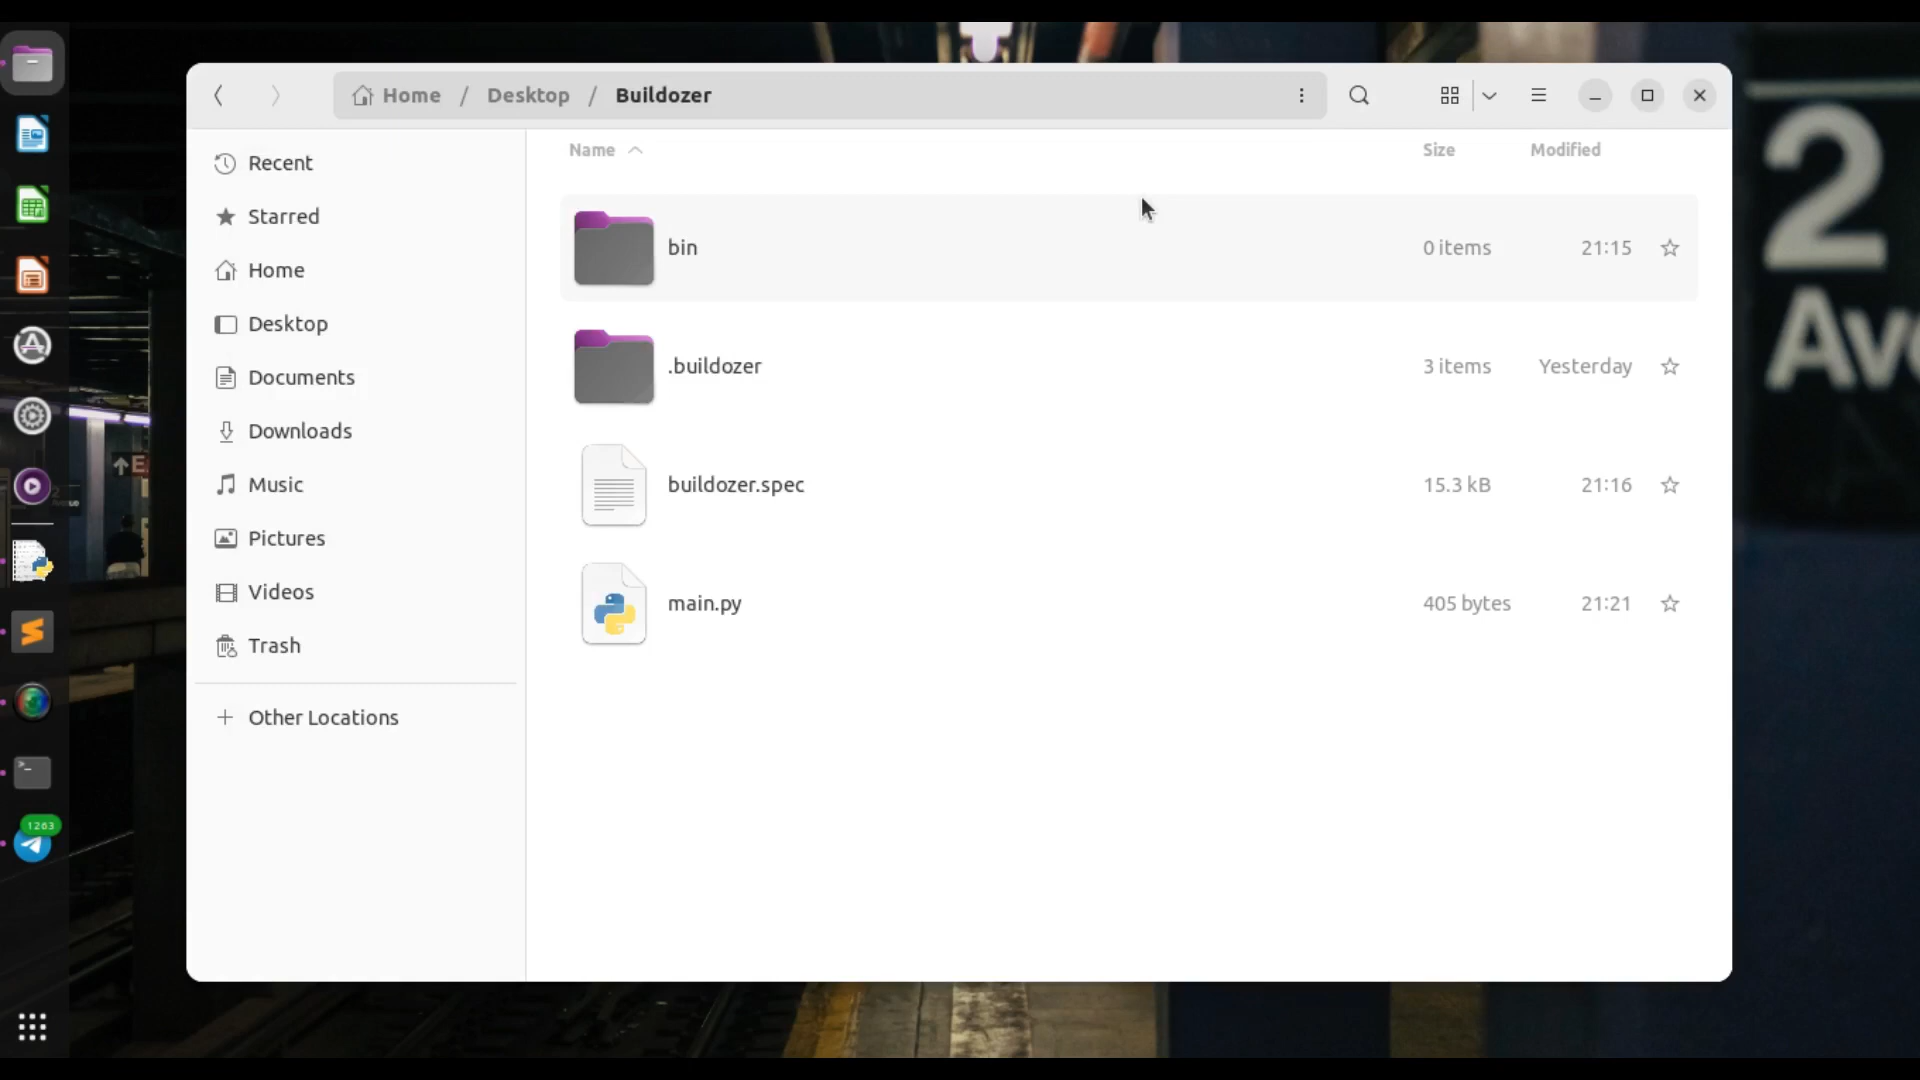 Home / Desktop / Buildozer
Recent
Starred
Home
Desktop
Documents
Downloads
Music
Pictures
Videos
Trash
+ Other Locations
Name Size Modified
bin 0 items 21:15
.buildozer 3 items Yesterday
buildozer.spec 15.3 kB 21:16
main.py 405 bytes 21:21
1263
2
Ave
E